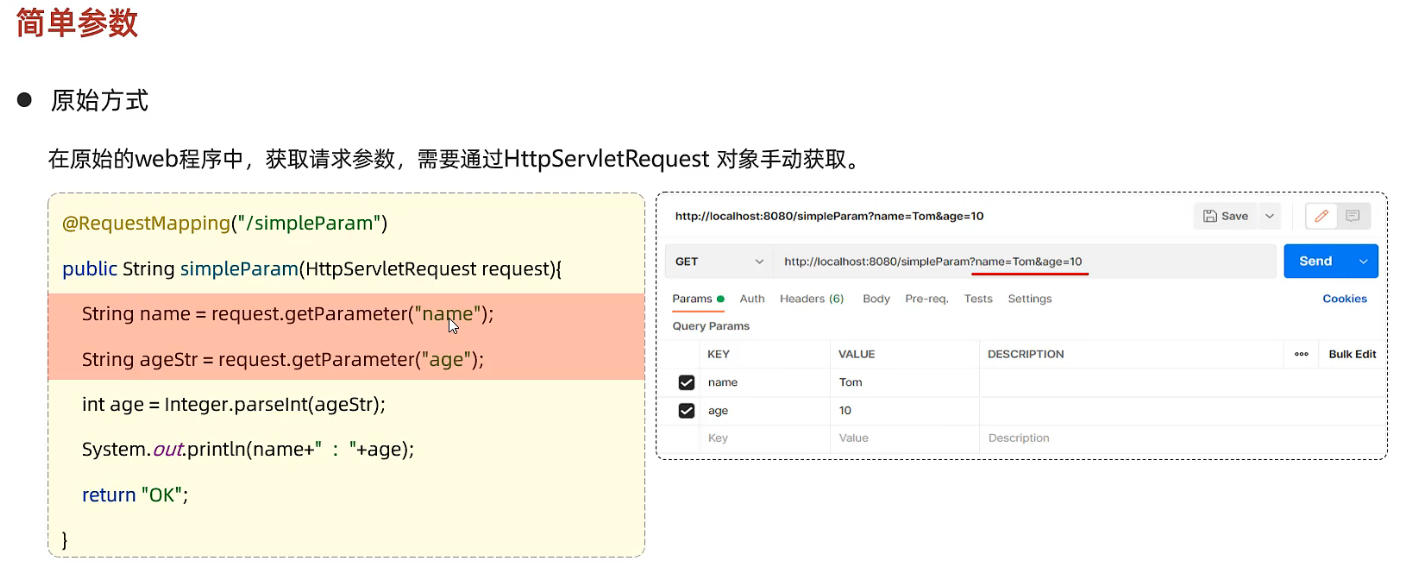 简单参数
● 原始方式
在原始的web程序中，获取请求参数，需要通过HttpServletRequest 对象手动获取。
@RequestMapping("/simpleParam")
public String simpleParam(HttpServletRequest request){
String name = request.getParameter("name");
String ageStr = request.getParameter("age");
int age = Integer.parseInt(ageStr);
System.out.println(name+" : "+age);
return "OK";
}
http://localhost:8080/simpleParam?name=Tom&age=10 Save
GET http://localhost:8080/simpleParam?name=Tom&age=10 Send
Params Auth Headers (6) Body Pre-req. Tests Settings Cookies
Query Params
KEY VALUE DESCRIPTION ••• Bulk Edit
name Tom
age 10
Key Value Description